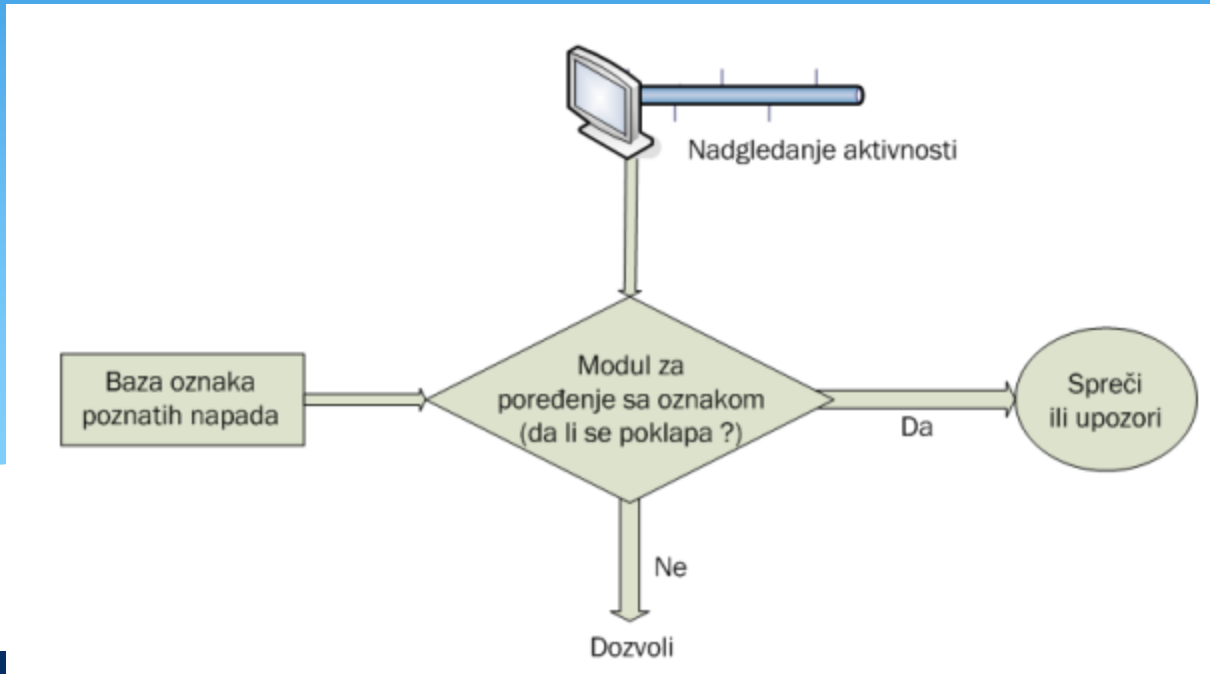 Nadgledanje aktivnosti
Baza oznaka
poznatih napada
Modul za
poređenje sa oznakom
(da li se poklapa ?)
Da
Spreči
ili upozori
Ne
Dozvoli